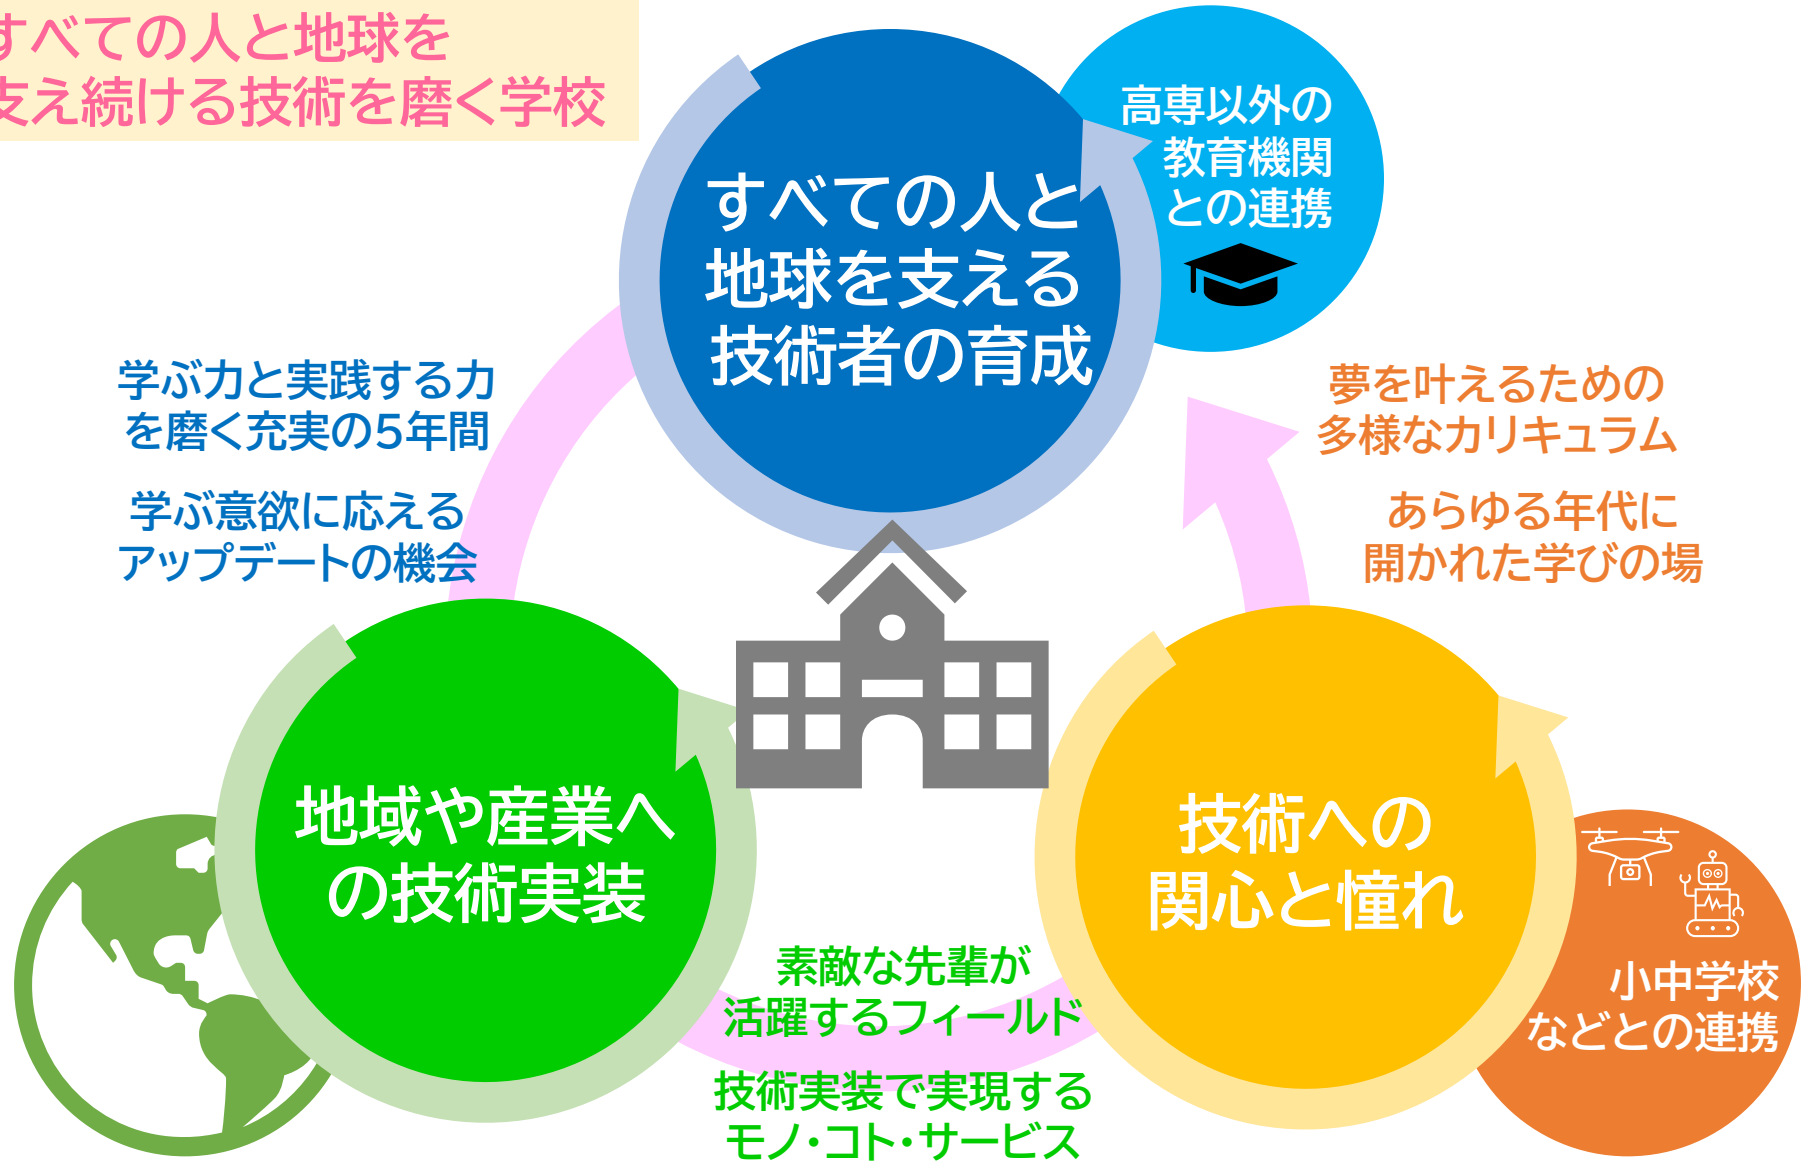 すべての人と地球を
支え続ける技術を磨く学校
すべての人と
地球を支える
技術者の育成
高専以外の
教育機関
との連携
学ぶ力と実践する力
を磨く充実の5年間
学ぶ意欲に応える
アップデートの機会
夢を叶えるための
多様なカリキュラム
あらゆる年代に
開かれた学びの場
地域や産業へ
の技術実装
技術への
関心と憧れ
素敵な先輩が
活躍するフィールド
技術実装で実現する
モノ・コト・サービス
小中学校
などとの連携